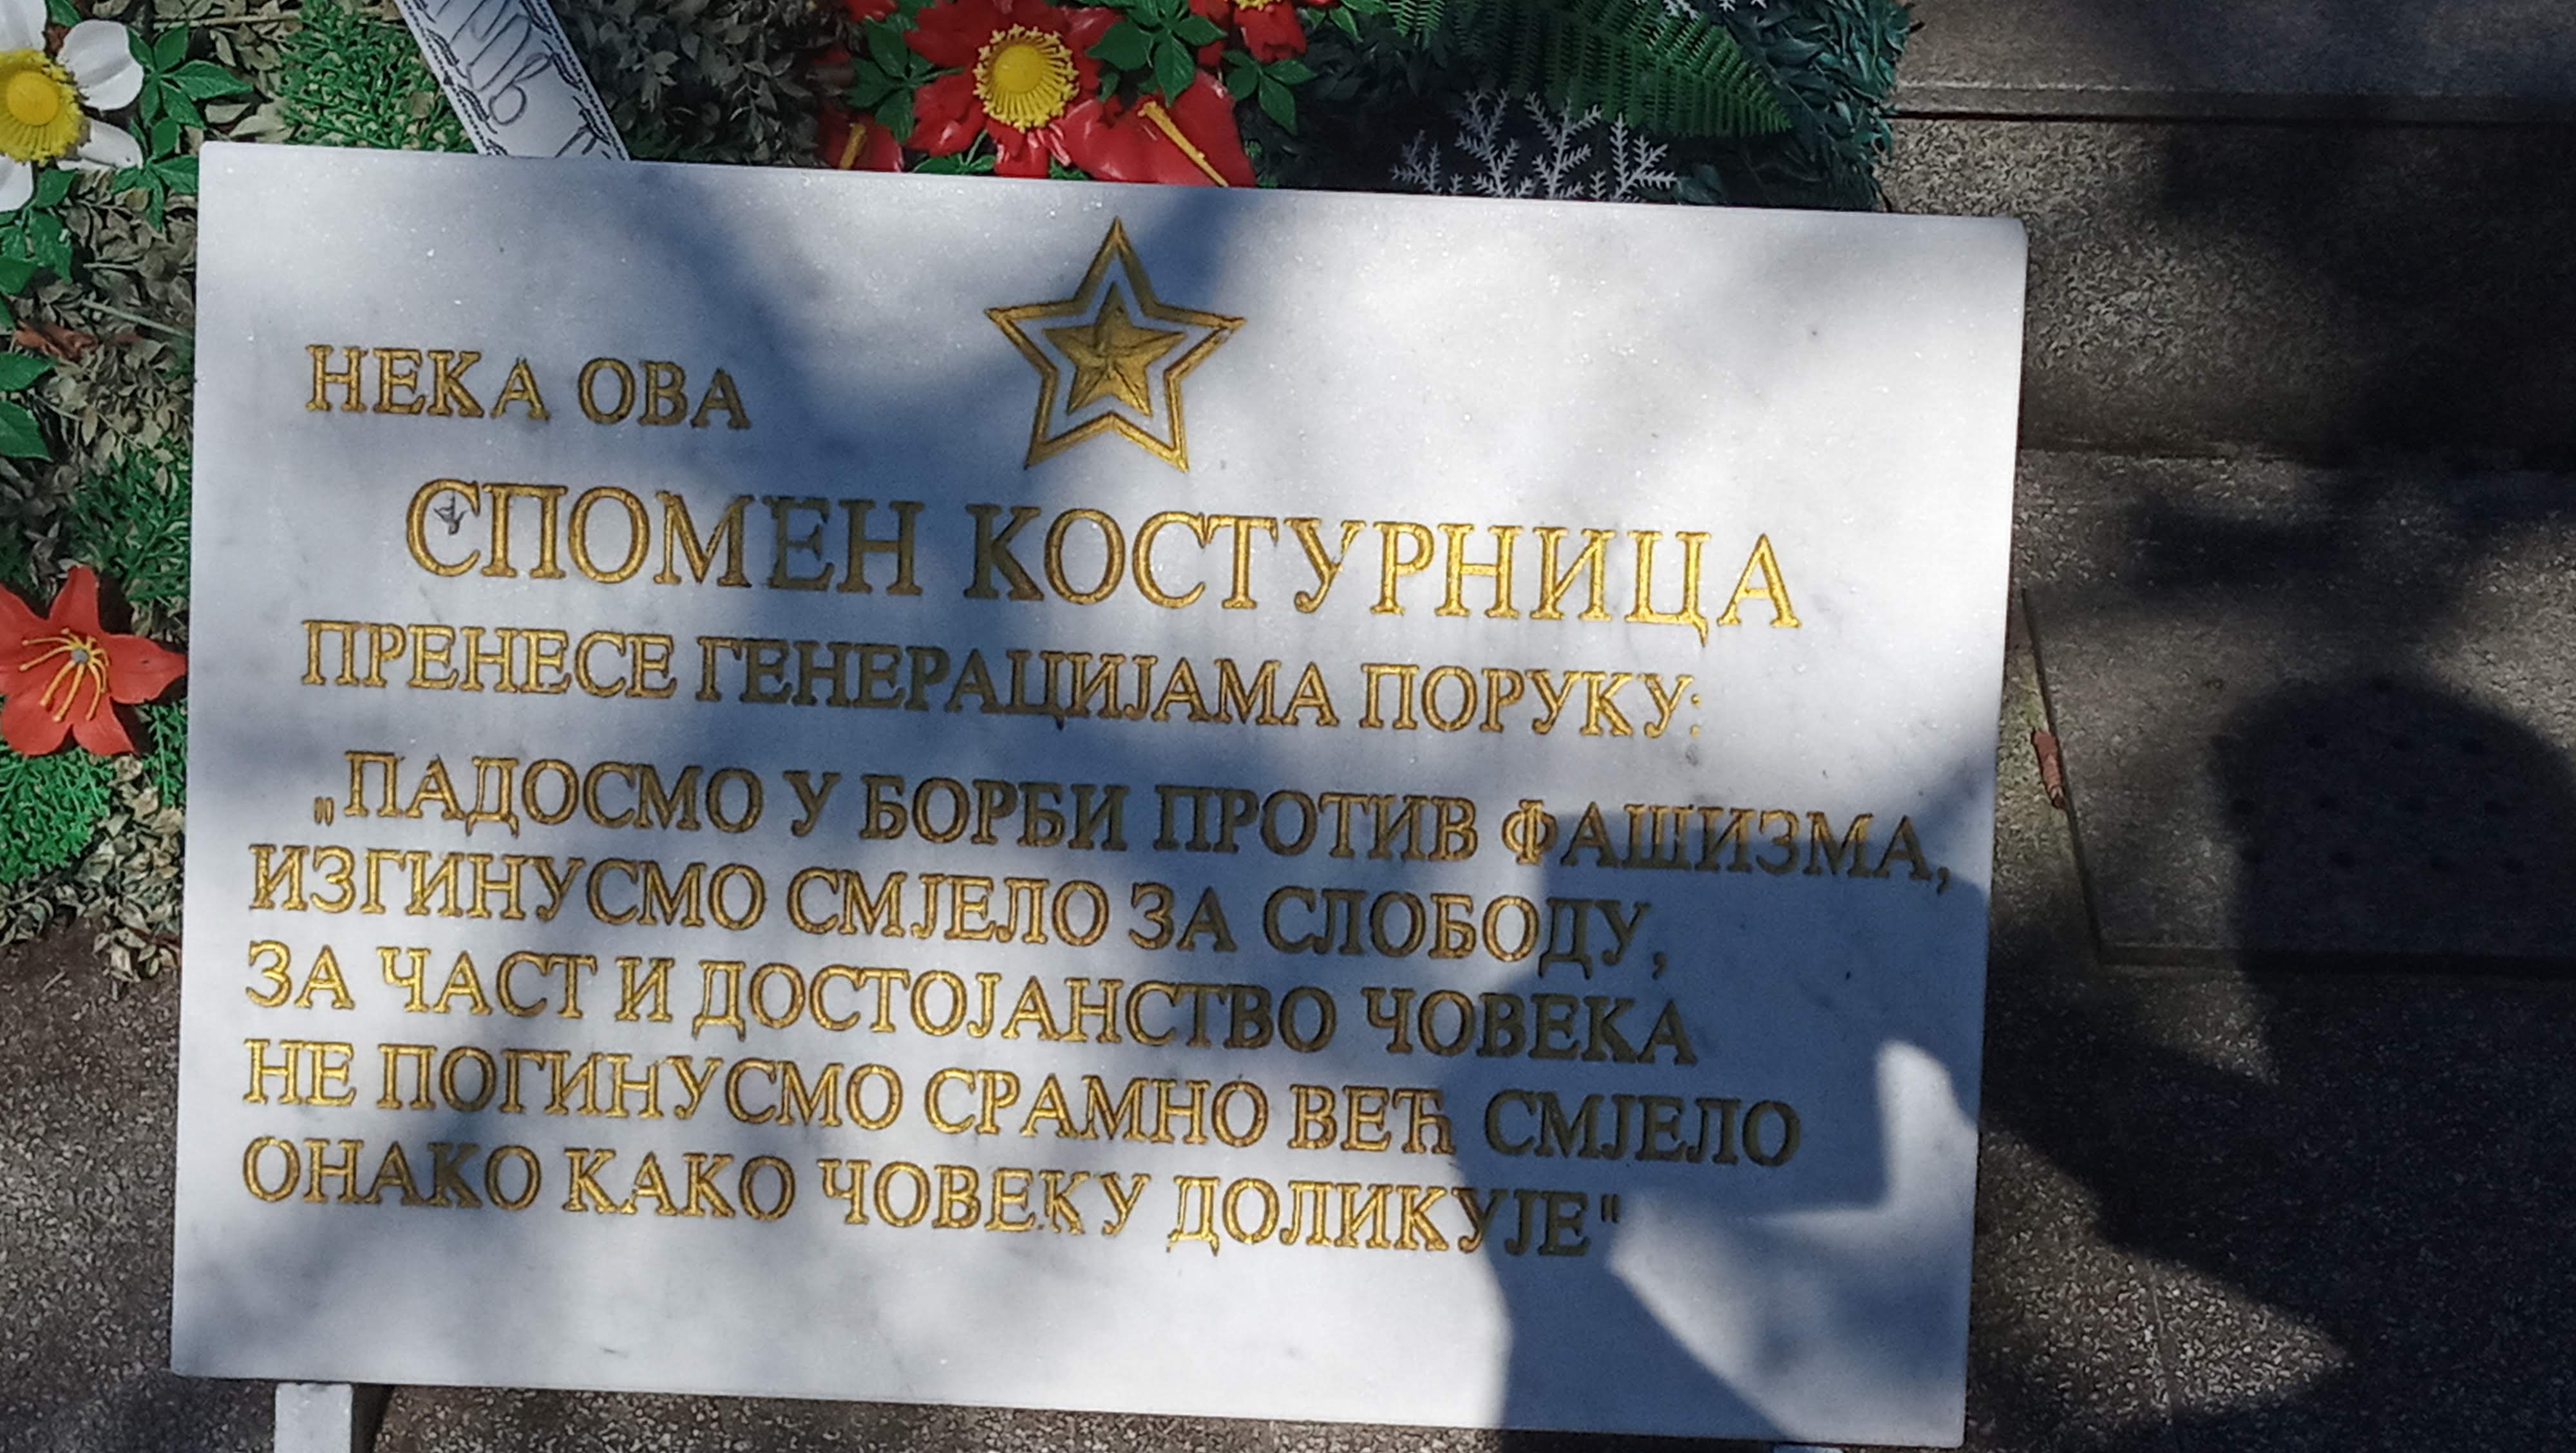 НЕКА ОВА
СПОМЕН КОСТУРНИЦА
ПРЕНЕСЕ ГЕНЕРАЦИЈАМА ПОРУКУ:
„ПАДОСМО У БОРБИ ПРОТИВ ФАШИЗМА,
ИЗГИНУСМО СМЈЕЛО ЗА СЛОБОДУ,
ЗА ЧАСТ И ДОСТОЈАНСТВО ЧОВЕКА
НЕ ПОГИНУСМО СРАМНО ВЕЋ СМЈЕЛО
ОНАКО КАКО ЧОВЕКУ ДОЛИКУЈЕ"